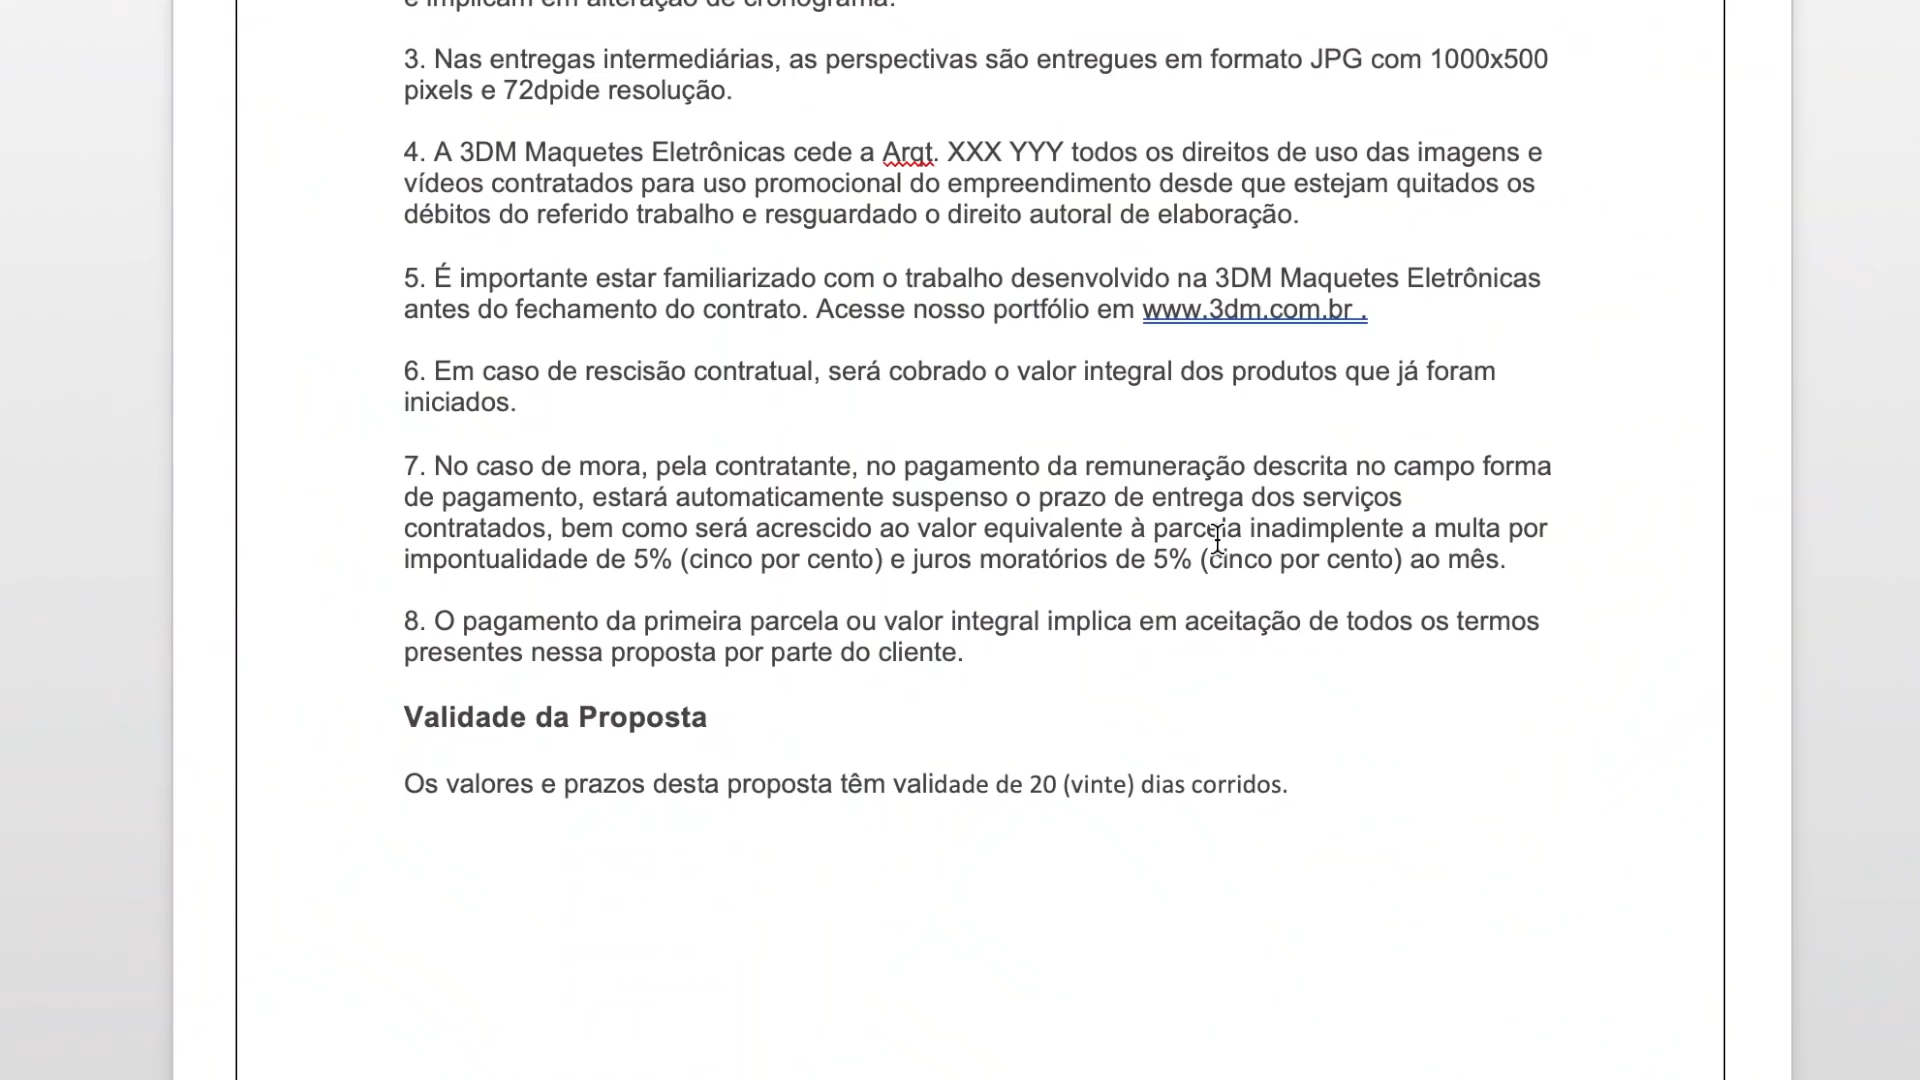 e implicam em alteração de cronograma.
3. Nas entregas intermediárias, as perspectivas são entregues em formato JPG com 1000x500
pixels e 72dpide resolução.
4. A 3DM Maquetes Eletrônicas cede a Arqt. XXX YYY todos os direitos de uso das imagens e
vídeos contratados para uso promocional do empreendimento desde que estejam quitados os
débitos do referido trabalho e resguardado o direito autoral de elaboração.
5. É importante estar familiarizado com o trabalho desenvolvido na 3DM Maquetes Eletrônicas
antes do fechamento do contrato. Acesse nosso portfólio em www.3dm.com.br .
6. Em caso de rescisão contratual, será cobrado o valor integral dos produtos que já foram
iniciados.
7. No caso de mora, pela contratante, no pagamento da remuneração descrita no campo forma
de pagamento, estará automaticamente suspenso o prazo de entrega dos serviços
contratados, bem como será acrescido ao valor equivalente à parcela inadimplente a multa por
impontualidade de 5% (cinco por cento) e juros moratórios de 5% (cinco por cento) ao mês.
8. O pagamento da primeira parcela ou valor integral implica em aceitação de todos os termos
presentes nessa proposta por parte do cliente.
Validade da Proposta
Os valores e prazos desta proposta têm validade de 20 (vinte) dias corridos.